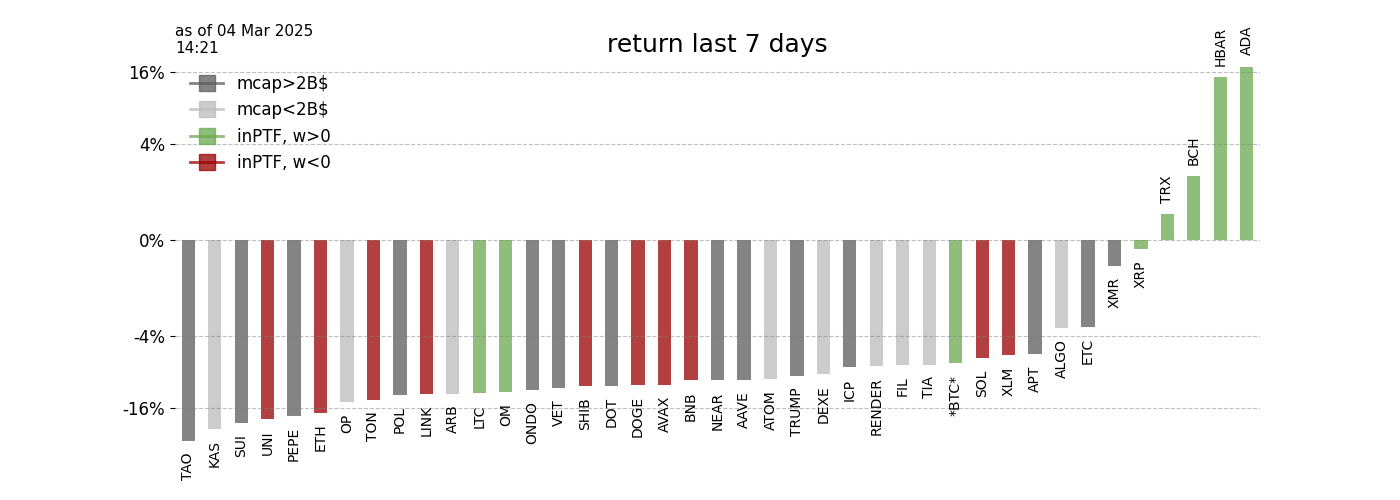 as of 04 Mar 2025
14:21
return last 7 days
16%
4%
0%
-4%
-16%
mcap>2B$
mcap<2B$
inPTF, w>0
inPTF, w<0
TAO
KAS
SUI
UNI
PEPE
ETH
OP
TON
POL
LINK
ARB
LTC
OM
ONDO
VET
SHIB
DOT
DOGE
AVAX
BNB
NEAR
AAVE
ATOM
TRUMP
DEXE
ICP
RENDER
FIL
TIA
*BTC*
SOL
XLM
APT
ALGO
ETC
XMR
XRP
TRX
BCH
HBAR
ADA